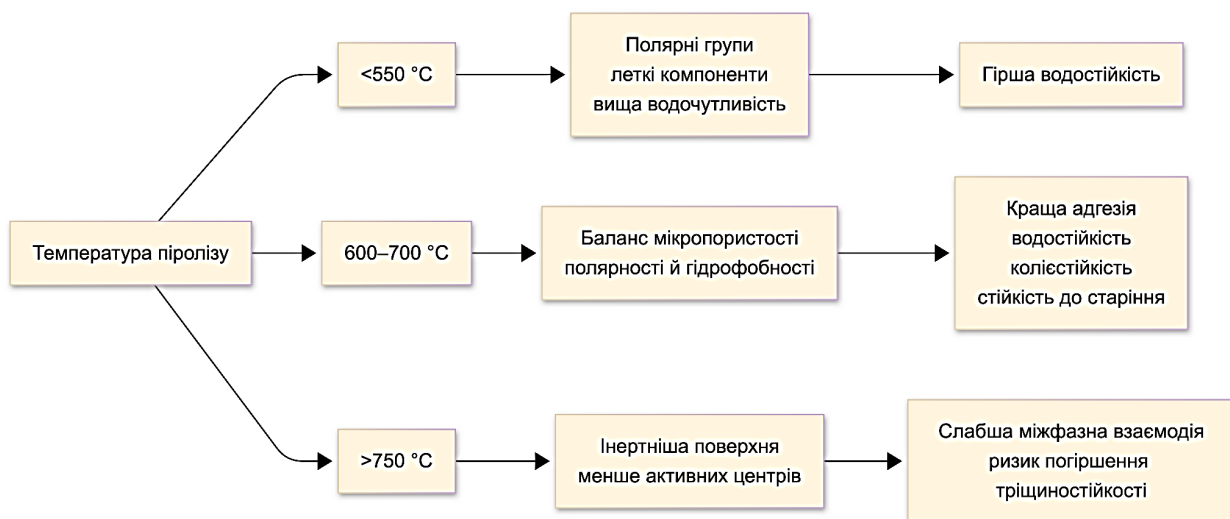 Температура піролізу
<550 °C
Полярні групи
леткі компоненти
вища водочутливість
Гірша водостійкість
600–700 °C
Баланс мікропористості
полярності й гідрофобності
Краща адгезія
водостійкість
колієстійкість
стійкість до старіння
>750 °C
Інертніша поверхня
менше активних центрів
Слабша міжфазна взаємодія
ризик погіршення
тріщиностійкості